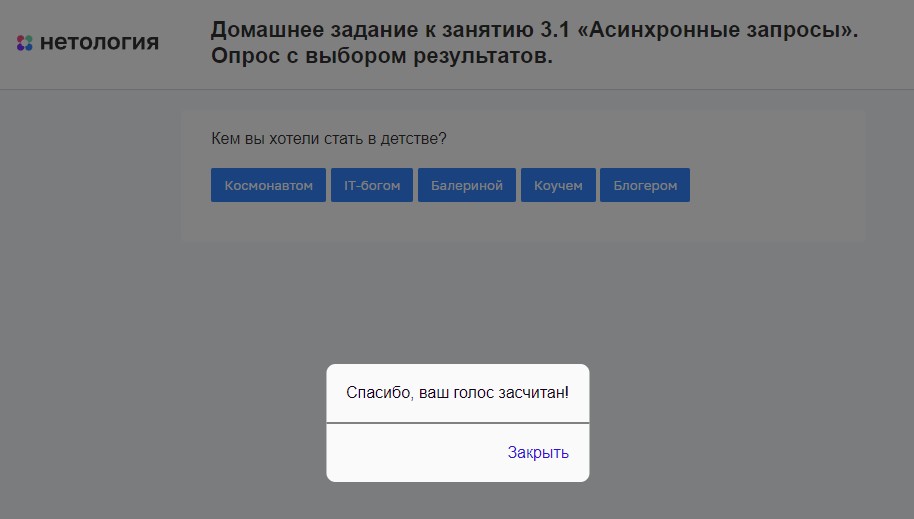 нетология
Домашнее задание к занятию 3.1 «Асинхронные запросы».
Опрос с выбором результатов.
Кем вы хотели стать в детстве?
Космонавтом IT-богом Балериной Коучем Блогером
Спасибо, ваш голос засчитан!
Закрыть